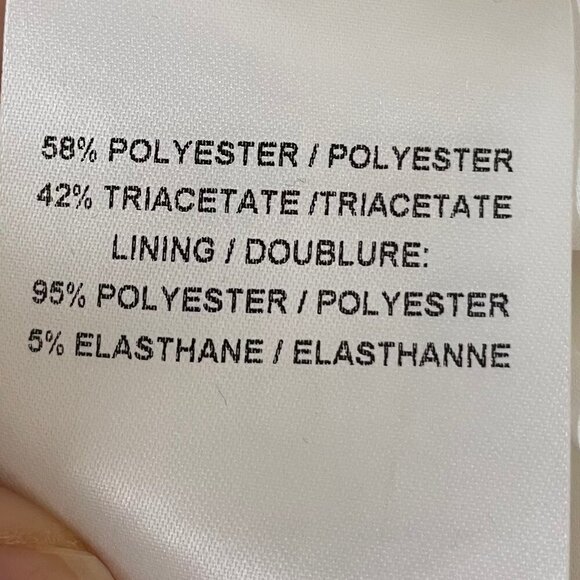 58% POLYESTER / POLYESTER
42% TRIACETATE /TRIACETATE
LINING / DOUBLURE:
95% POLYESTER / POLYESTER
5% ELASTHANE / ELASTHANNE